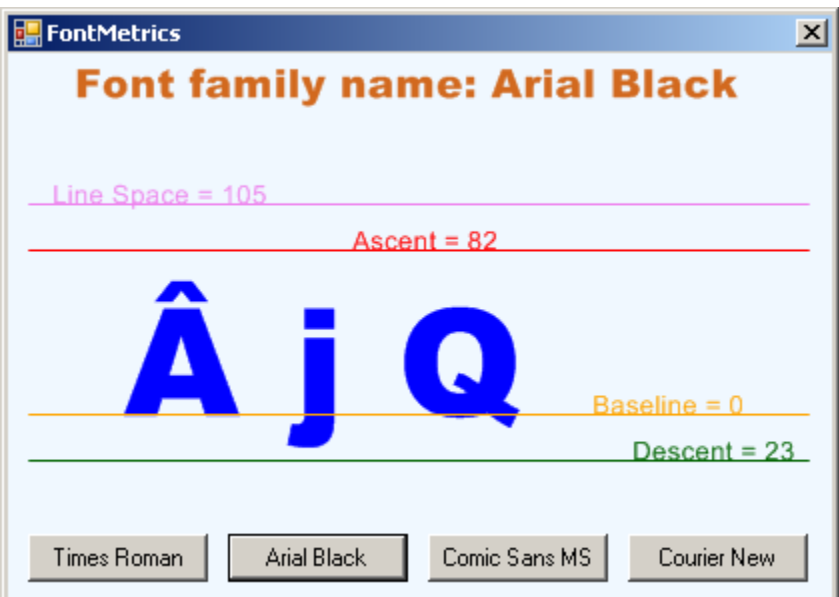 FontMetrics
Font family name: Arial Black
Line Space = 105
Ascent = 82
Â j Q
Baseline = 0
Descent = 23
Times Roman Arial Black Comic Sans MS Courier New